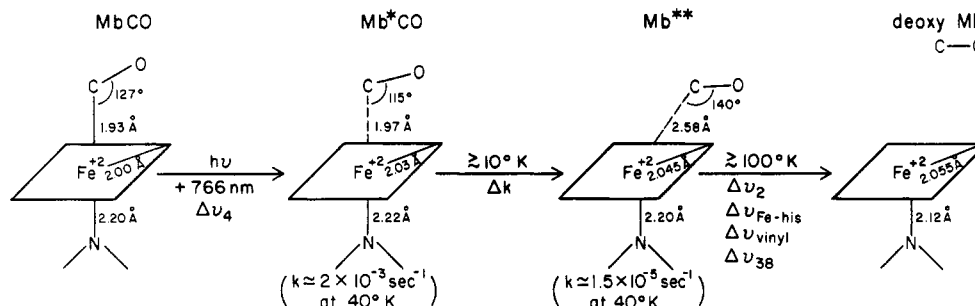 MbCO
Mb*CO
Mb**
deoxy
C
O
C
O
C
O
C
127°
115°
140°
1.93 Å
1.97 Å
2.58 Å
Fe+2
2.00 Å
hυ
+ 766 nm
Δυ4
Fe+2
2.03 Å
≳10° K
Δk
Fe+2
2.045 Å
≳100° K
Δυ2
ΔυFe-his
Δυvinyl
Δυ38
Fe+2
2.055 Å
2.20 Å
2.22 Å
2.20 Å
2.12 Å
N
N
N
N
(k≃2 × 10-3 sec-1
at 40° K)
(k≃1.5×10-5 sec-1
at 40° K)